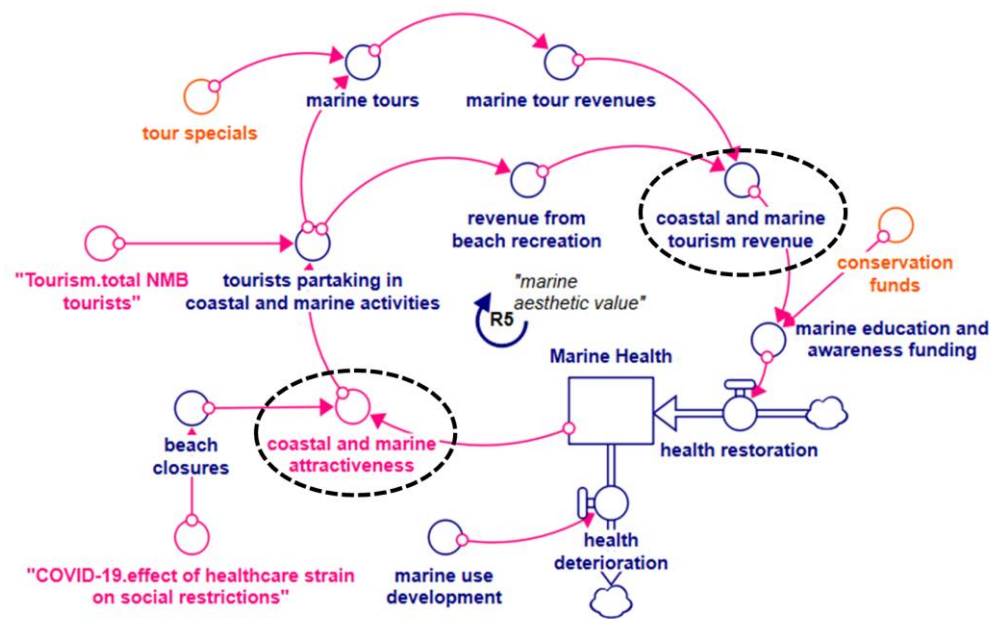 marine tours
marine tour revenues
tour specials
revenue from
beach recreation
coastal and marine
tourism revenue
conservation
funds
"Tourism.total NMB
tourists"
tourists partaking in
coastal and marine activities
"marine
aesthetic value"
R5
marine education and
awareness funding
Marine Health
health restoration
beach
closures
coastal and marine
attractiveness
health
deterioration
marine use
development
"COVID-19.effect of healthcare strain
on social restrictions"